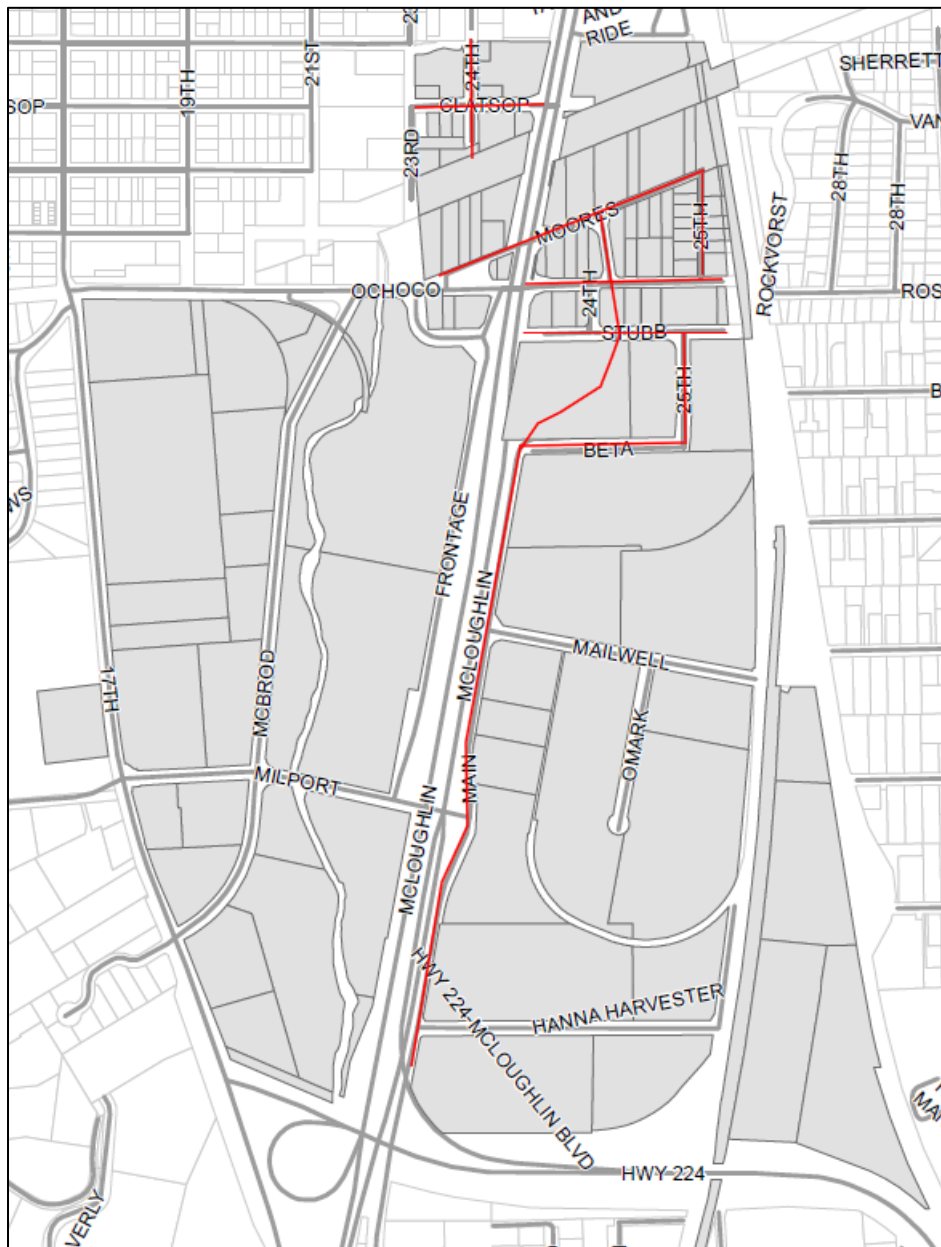 AND
RIDE
24TH
21ST
19TH
SHERRETT
SOP
CLATSOP
VAN
23RD
28TH
28TH
MOORES
25TH
ROCKVORST
OCHOCO
24TH
ROS
STUBB
25TH
B
BETA
WS
FRONTAGE
MCLOUGHLIN
MAILWELL
17TH
MCBROD
OMARK
MILPORT
MAIN
MCLOUGHLIN
HWY 224-MCLOUGHLIN BLVD
HANNA HARVESTER
MA
HWY 224
VERLY